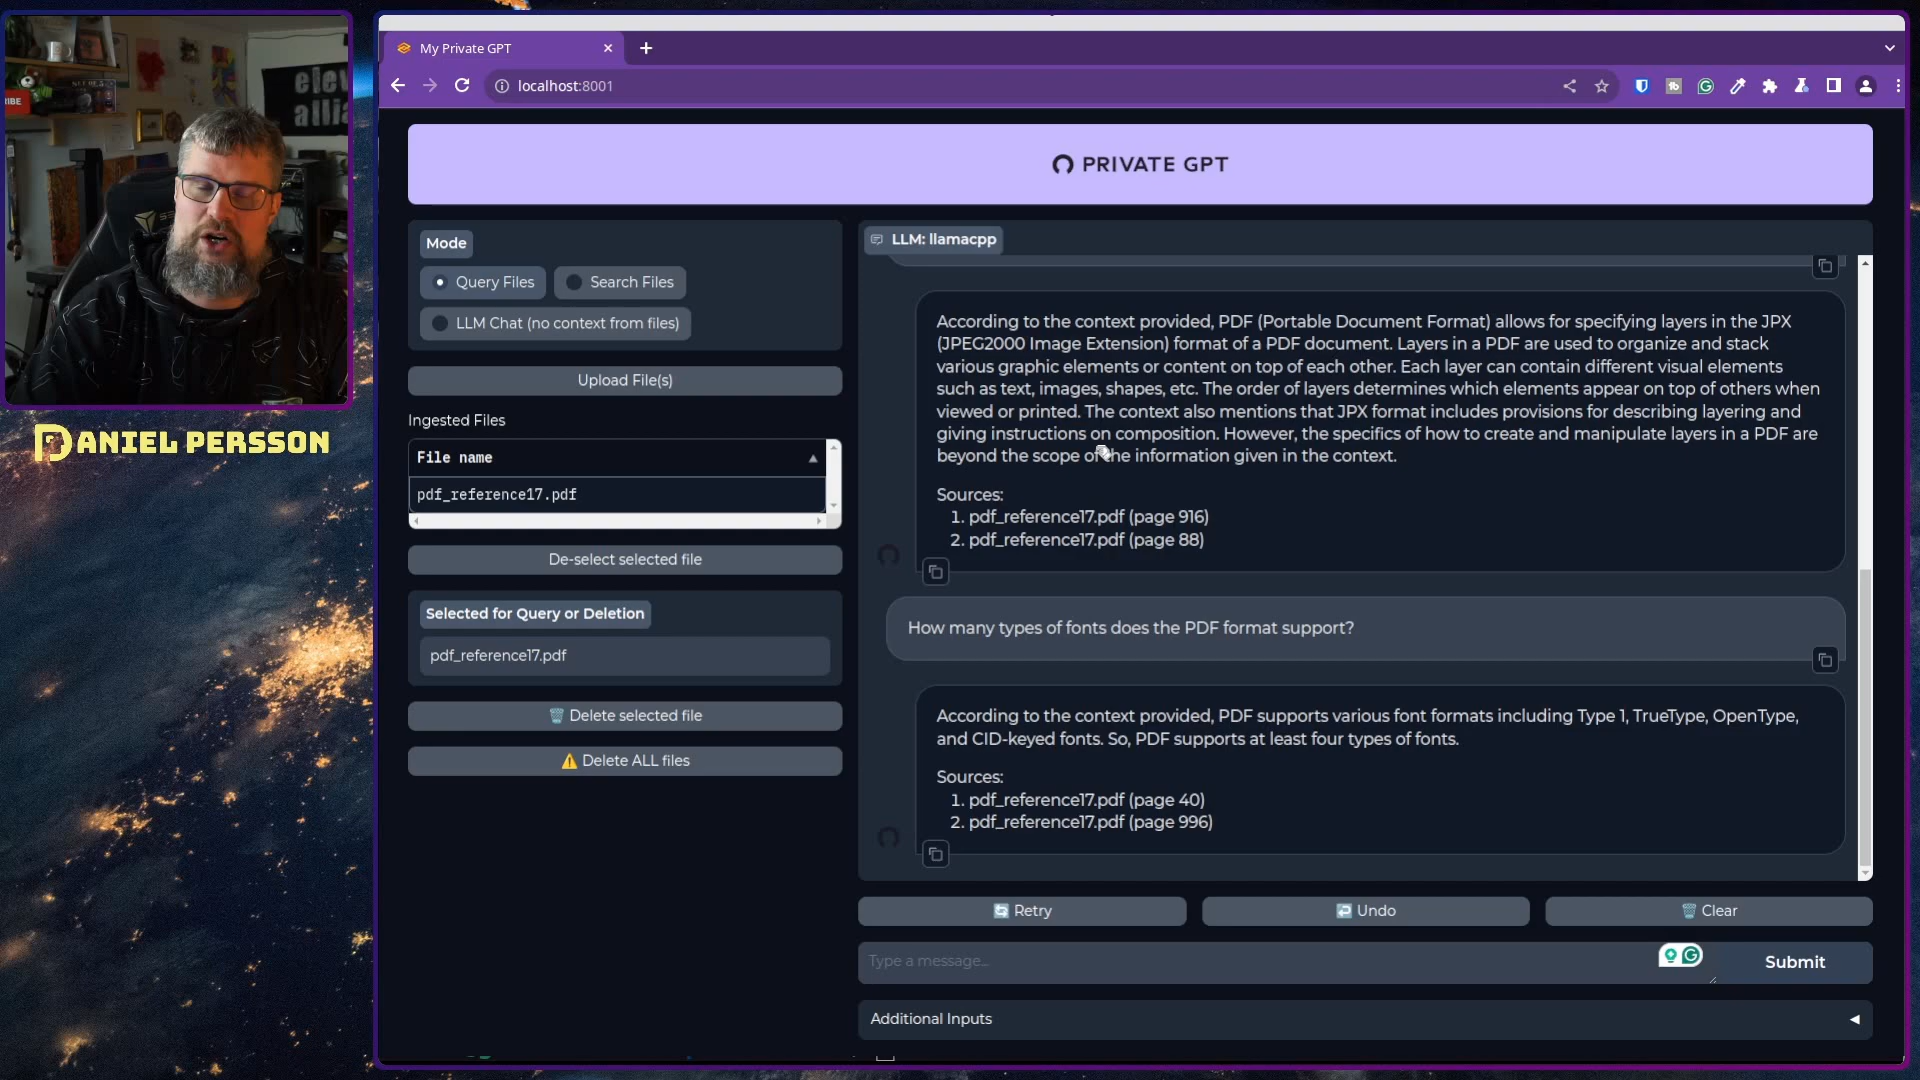 My Private GPT
localhost:8001
IBE
elev
allia
DANIEL PERSSON
PRIVATE GPT
Mode
Query Files
Search Files
LLM Chat (no context from files)
Upload File(s)
Ingested Files
File name
pdf_reference17.pdf
De-select selected file
Selected for Query or Deletion
pdf_reference17.pdf
Delete selected file
Delete ALL files
LLM: llamacpp
According to the context provided, PDF (Portable Document Format) allows for specifying layers in the JPX
(JPEG2000 Image Extension) format of a PDF document. Layers in a PDF are used to organize and stack
various graphic elements or content on top of each other. Each layer can contain different visual elements
such as text, images, shapes, etc. The order of layers determines which elements appear on top of others when
viewed or printed. The context also mentions that JPX format includes provisions for describing layering and
giving instructions on composition. However, the specifics of how to create and manipulate layers in a PDF are
beyond the scope of the information given in the context.
Sources:
1. pdf_reference17.pdf (page 916)
2. pdf_reference17.pdf (page 88)
How many types of fonts does the PDF format support?
According to the context provided, PDF supports various font formats including Type 1, TrueType, OpenType,
and CID-keyed fonts. So, PDF supports at least four types of fonts.
Sources:
1. pdf_reference17.pdf (page 40)
2. pdf_reference17.pdf (page 996)
Retry
Undo
Clear
Type a message...
Submit
Additional Inputs